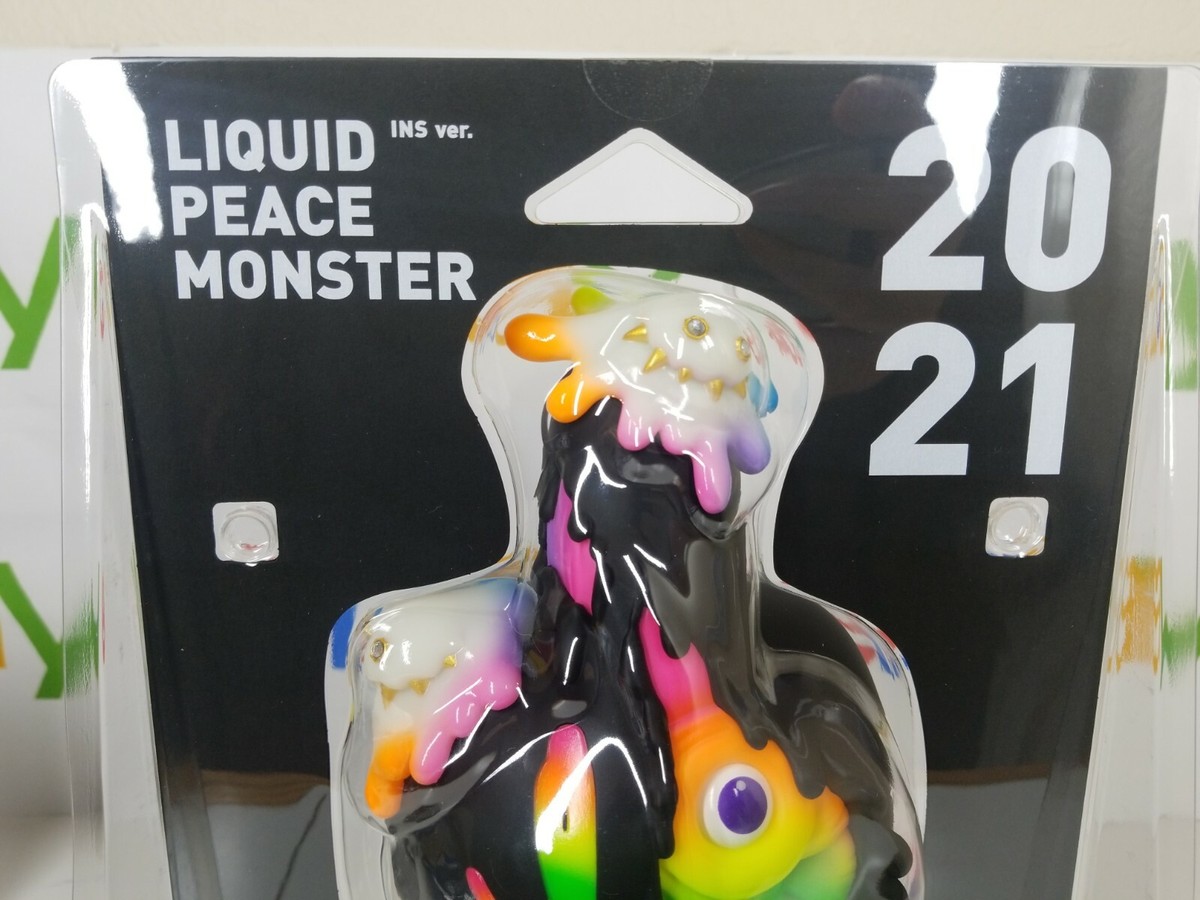 LIQUID INS ver.
PEACE
MONSTER
20
21